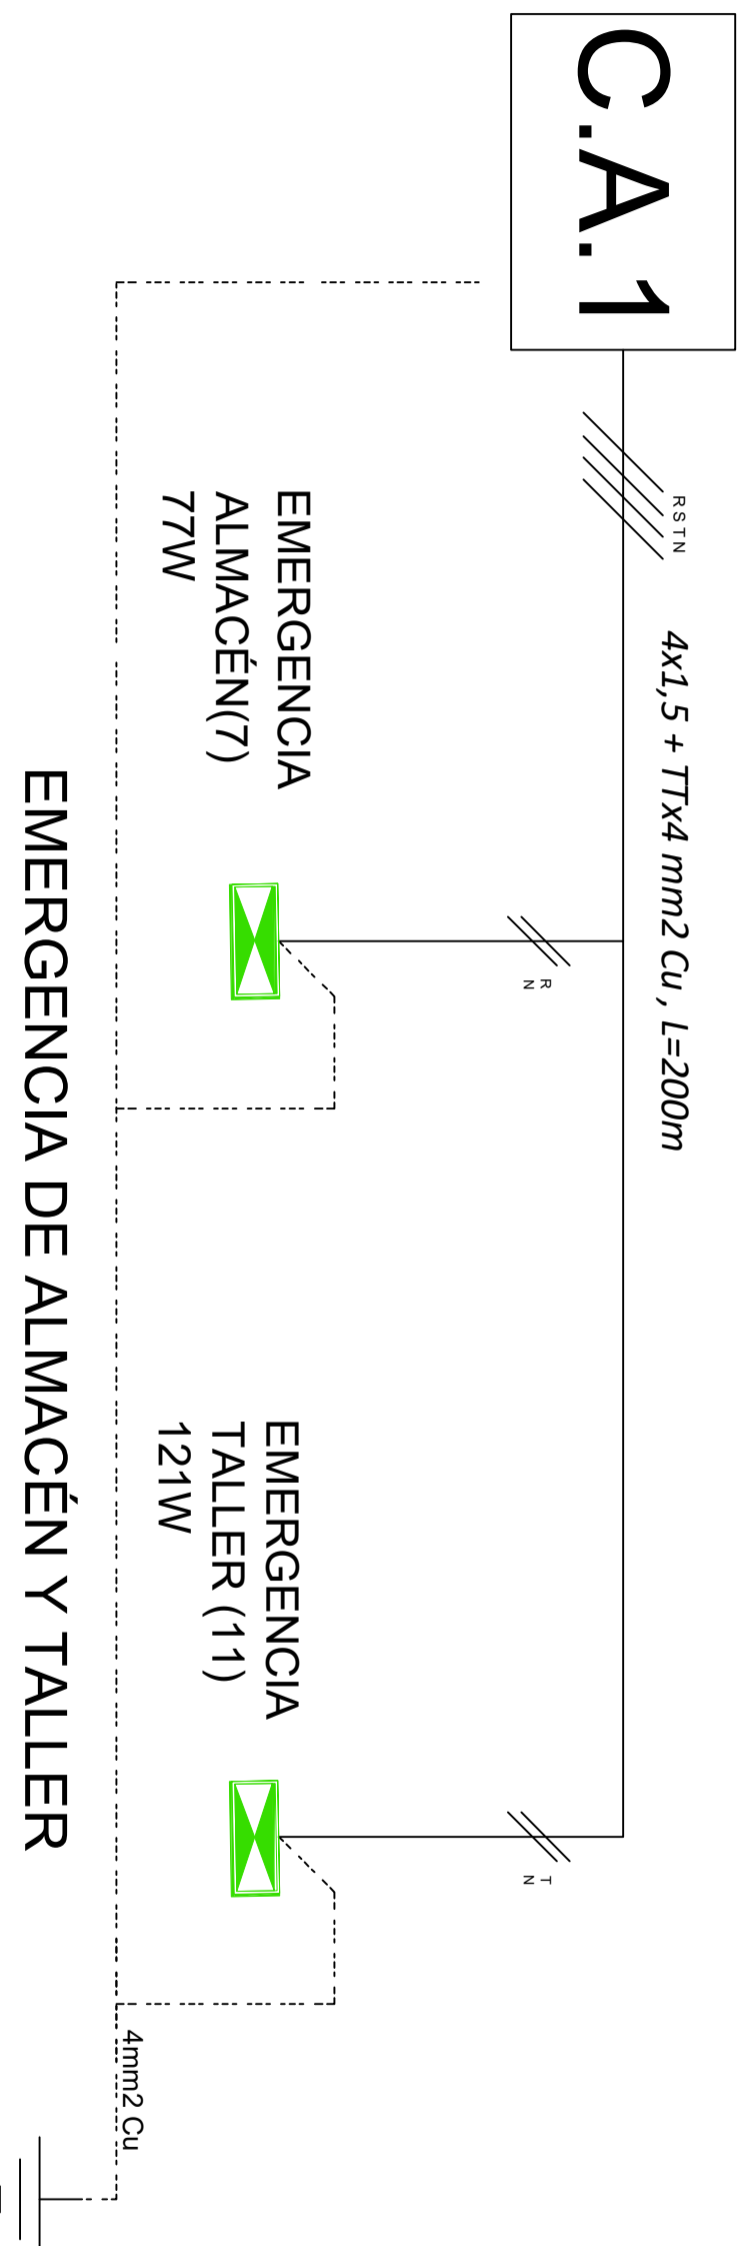 C.A.1
R S T N
4x1,5 + TTx4 mm2 Cu , L=200m
EMERGENCIA
ALMACÉN(7)
77W
R
N
EMERGENCIA
TALLER (11)
121W
T
N
4mm2 Cu
EMERGENCIA DE ALMACÉN Y TALLER